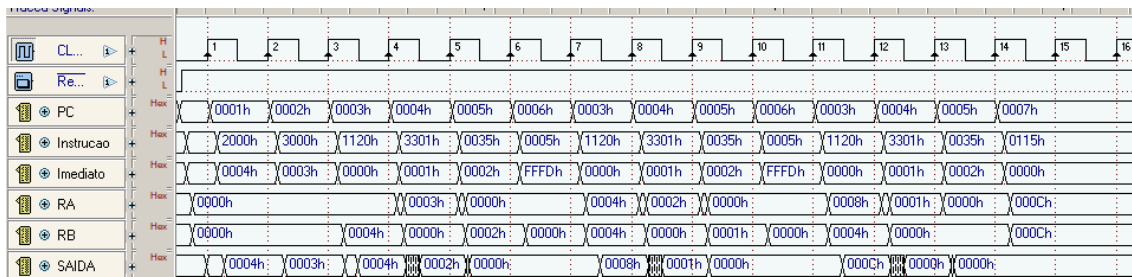 Traced Signals:
CL... H L 1 2 3 4 5 6 7 8 9 10 11 12 13 14 15 16
Re... H L
PC Hex 0001h 0002h 0003h 0004h 0005h 0006h 0003h 0004h 0005h 0006h 0003h 0004h 0005h 0007h
Instrucao Hex 2000h 3000h 1120h 3301h 0035h 0005h 1120h 3301h 0035h 0005h 1120h 3301h 0035h 0115h
Imediato Hex 0004h 0003h 0000h 0001h 0002h FFFDh 0000h 0001h 0002h FFFDh 0000h 0001h 0002h 0000h
RA Hex 0000h 0003h 0000h 0004h 0002h 0000h 0008h 0001h 0000h 000Ch
RB Hex 0000h 0004h 0000h 0002h 0000h 0004h 0000h 0001h 0000h 0004h 0000h 000Ch
SAIDA Hex 0004h 0003h 0004h 0002h 0000h 0008h 0001h 0000h 000Ch 0000h 0000h